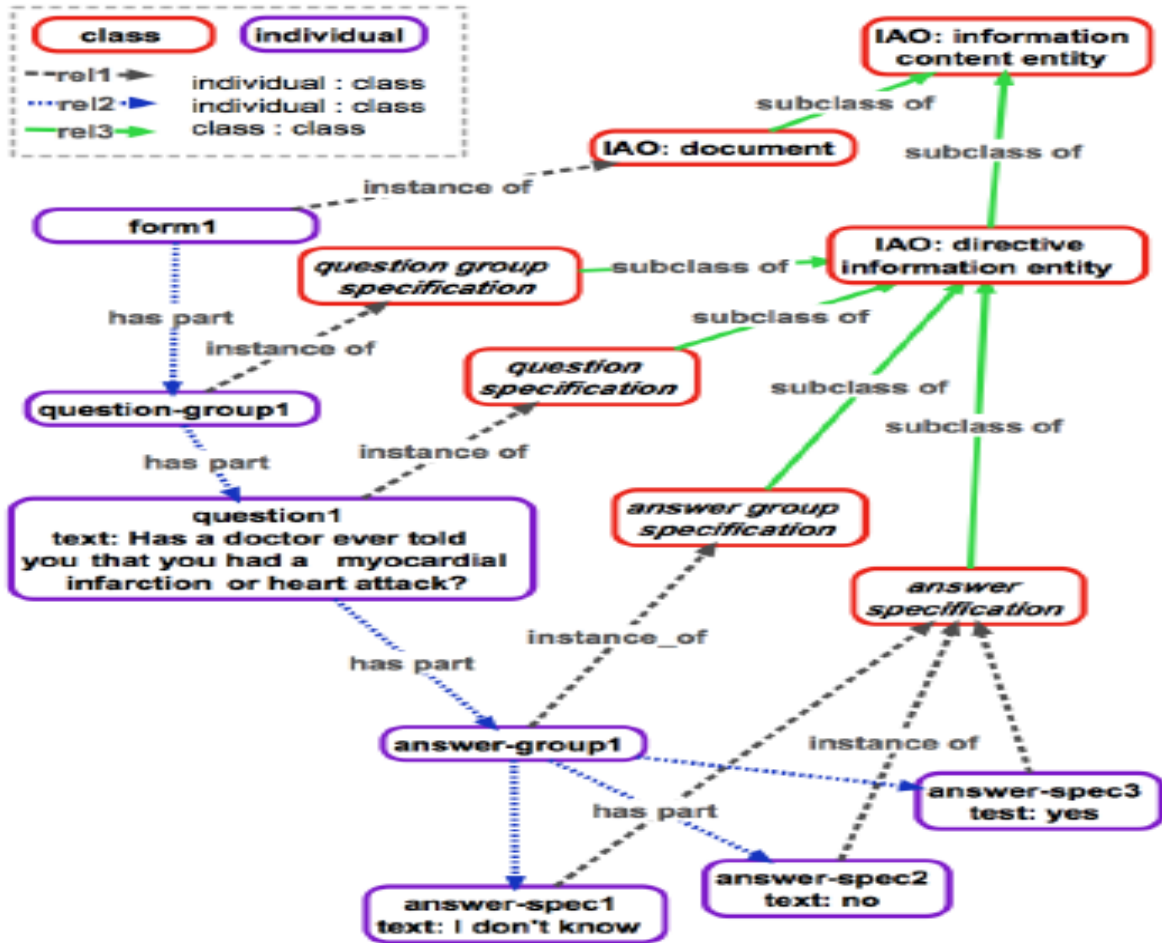 class
individual
rel1
individual : class
rel2
individual : class
rel3
class : class
IAO: information
content entity
subclass of
IAO: document
subclass of
instance of
form1
IAO: directive
information entity
question group
specification
subclass of
has part
instance of
subclass of
question
specification
subclass of
question-group1
subclass of
has part
instance of
question1
text: Has a doctor ever told
you that you had a myocardial
infarction or heart attack?
answer group
specification
answer
specification
instance_of
has part
answer-group1
instance of
answer-spec3
test: yes
has part
answer-spec2
text: no
answer-spec1
text: I don't know